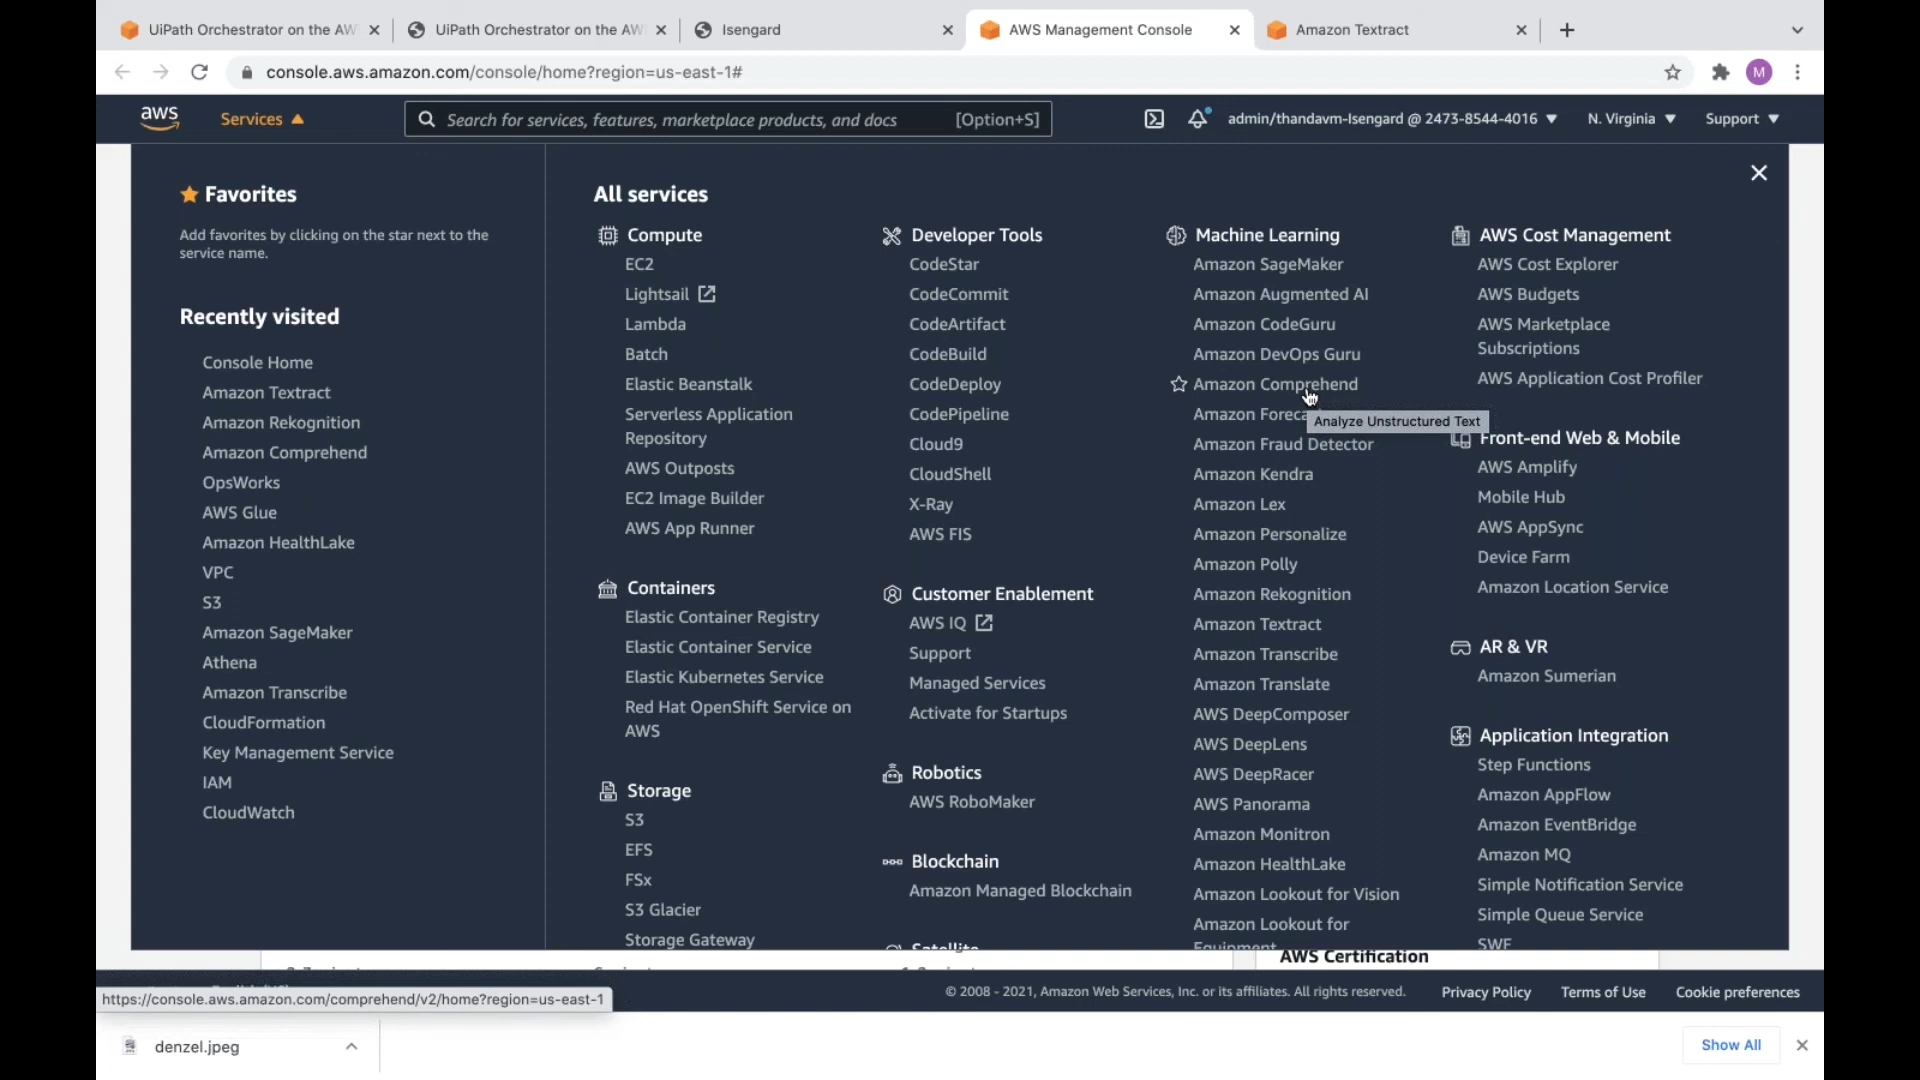 UiPath Orchestrator on the AW
UiPath Orchestrator on the AW
Isengard
AWS Management Console
Amazon Textract
console.aws.amazon.com/console/home?region=us-east-1#
M
aws
Services
Search for services, features, marketplace products, and docs
[Option+S]
admin/thandavm-Isengard @ 2473-8544-4016
N. Virginia
Support
Favorites
Add favorites by clicking on the star next to the
service name.
Recently visited
Console Home
Amazon Textract
Amazon Rekognition
Amazon Comprehend
OpsWorks
AWS Glue
Amazon HealthLake
VPC
S3
Amazon SageMaker
Athena
Amazon Transcribe
CloudFormation
Key Management Service
IAM
CloudWatch
All services
Compute
EC2
Lightsail
Lambda
Batch
Elastic Beanstalk
Serverless Application
Repository
AWS Outposts
EC2 Image Builder
AWS App Runner
Containers
Elastic Container Registry
Elastic Container Service
Elastic Kubernetes Service
Red Hat OpenShift Service on
AWS
Storage
S3
EFS
FSx
S3 Glacier
Storage Gateway
Developer Tools
CodeStar
CodeCommit
CodeArtifact
CodeBuild
CodeDeploy
CodePipeline
Cloud9
CloudShell
X-Ray
AWS FIS
Customer Enablement
AWS IQ
Support
Managed Services
Activate for Startups
Robotics
AWS RoboMaker
Blockchain
Amazon Managed Blockchain
Satellite
Machine Learning
Amazon SageMaker
Amazon Augmented AI
Amazon CodeGuru
Amazon DevOps Guru
Amazon Comprehend
Amazon Foreca
Analyze Unstructured Text
Amazon Fraud Detector
Amazon Kendra
Amazon Lex
Amazon Personalize
Amazon Polly
Amazon Rekognition
Amazon Textract
Amazon Transcribe
Amazon Translate
AWS DeepComposer
AWS DeepLens
AWS DeepRacer
AWS Panorama
Amazon Monitron
Amazon HealthLake
Amazon Lookout for Vision
Amazon Lookout for
Equipment
AWS Cost Management
AWS Cost Explorer
AWS Budgets
AWS Marketplace
Subscriptions
AWS Application Cost Profiler
Front-end Web & Mobile
AWS Amplify
Mobile Hub
AWS AppSync
Device Farm
Amazon Location Service
AR & VR
Amazon Sumerian
Application Integration
Step Functions
Amazon AppFlow
Amazon EventBridge
Amazon MQ
Simple Notification Service
Simple Queue Service
SWF
AWS Certification
https://console.aws.amazon.com/comprehend/v2/home?region=us-east-1
© 2008 - 2021, Amazon Web Services, Inc. or its affiliates. All rights reserved.
Privacy Policy
Terms of Use
Cookie preferences
denzel.jpeg
Show All